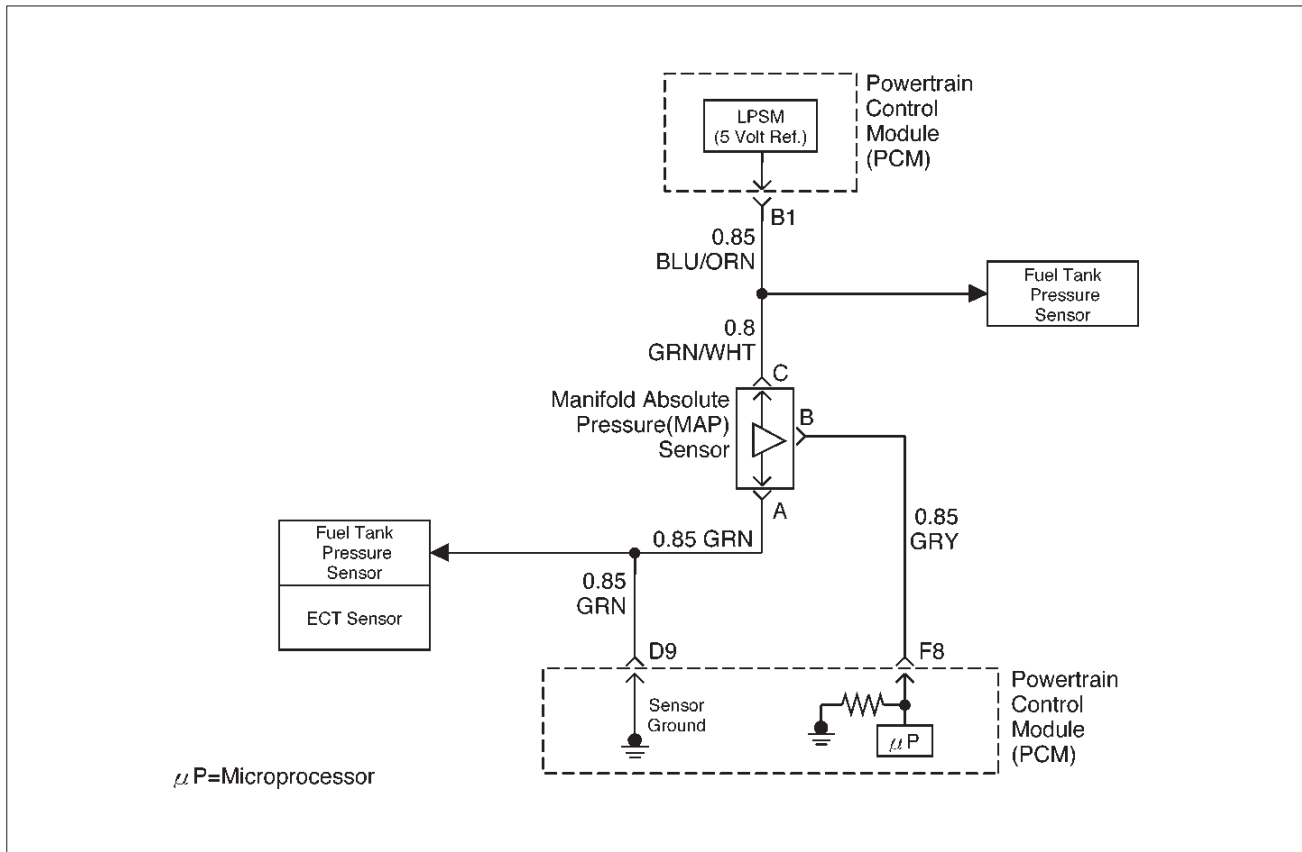 Powertrain
Control
Module
(PCM)
LPSM
(5 Volt Ref.)
B1
0.85
BLU/ORN
Fuel Tank
Pressure
Sensor
0.8
GRN/WHT
C
Manifold Absolute
Pressure(MAP)
Sensor
B
A
0.85 GRN
0.85
GRY
Fuel Tank
Pressure
Sensor
ECT Sensor
0.85
GRN
D9
F8
Sensor
Ground
μP
Powertrain
Control
Module
(PCM)
μP=Microprocessor